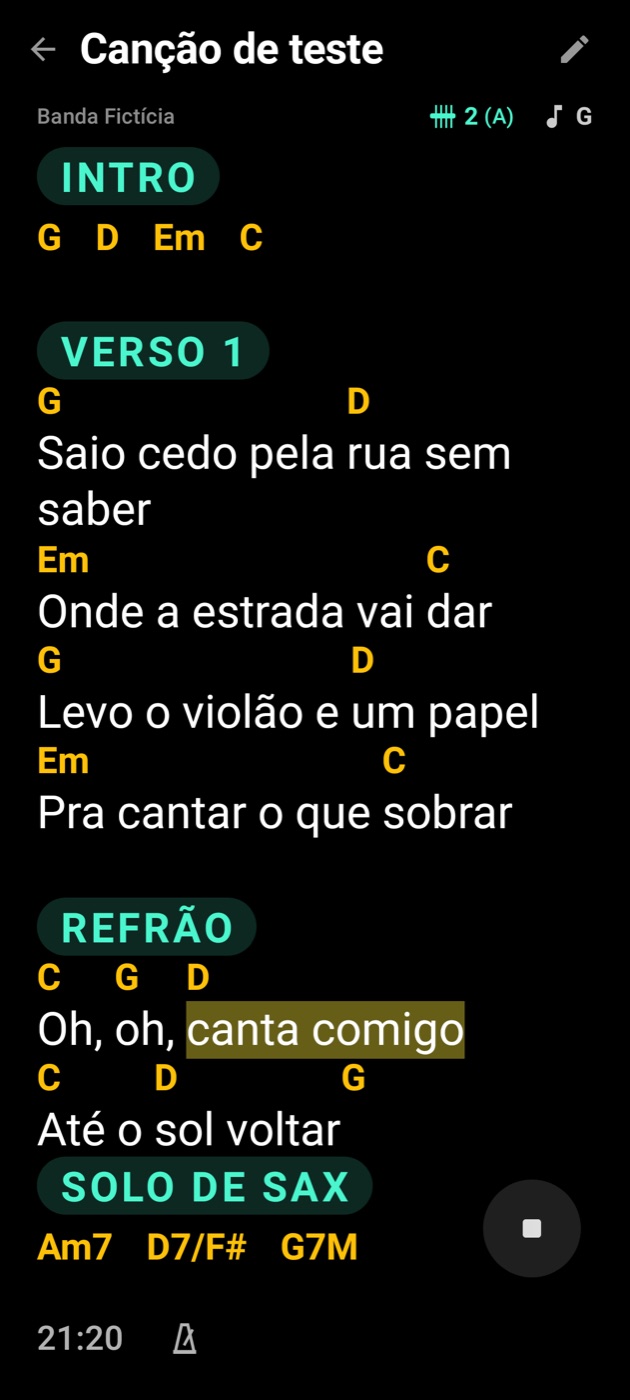 Canção de teste
Banda Fictícia 2 (A) G
INTRO
G D Em C
VERSO 1
G D
Saio cedo pela rua sem
saber
Em C
Onde a estrada vai dar
G D
Levo o violão e um papel
Em C
Pra cantar o que sobrar
REFRÃO
C G D
Oh, oh, canta comigo
C D G
Até o sol voltar
SOLO DE SAX
Am7 D7/F# G7M
21:20